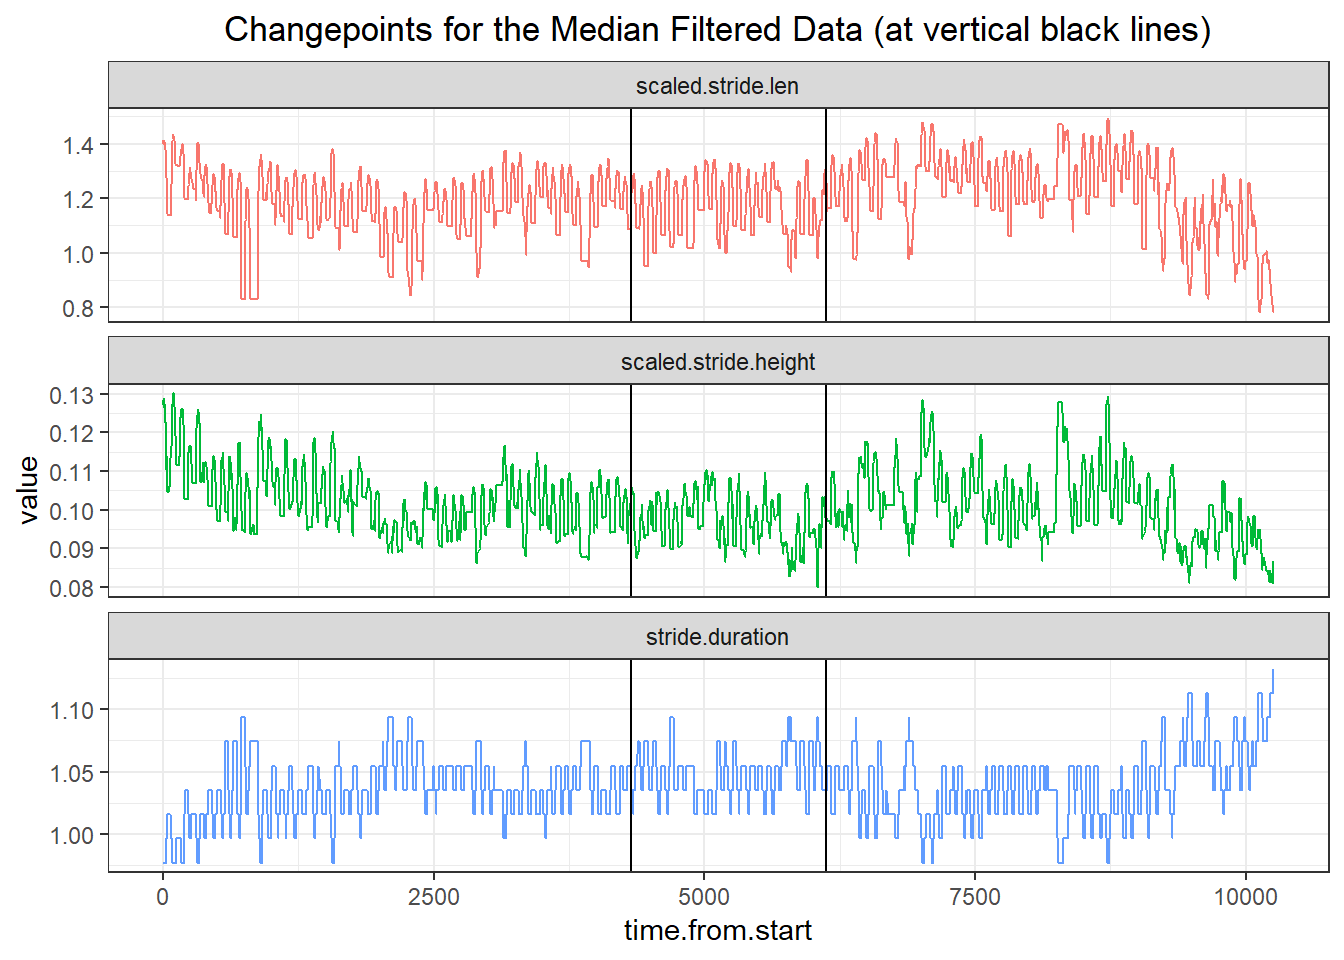 Changepoints for the Median Filtered Data (at vertical black lines)
scaled.stride.len
1.4
1.2
1.0
0.8
scaled.stride.height
0.13
0.12
0.11
0.10
0.09
0.08
value
stride.duration
1.10
1.05
1.00
0 2500 5000 7500 10000
time.from.start